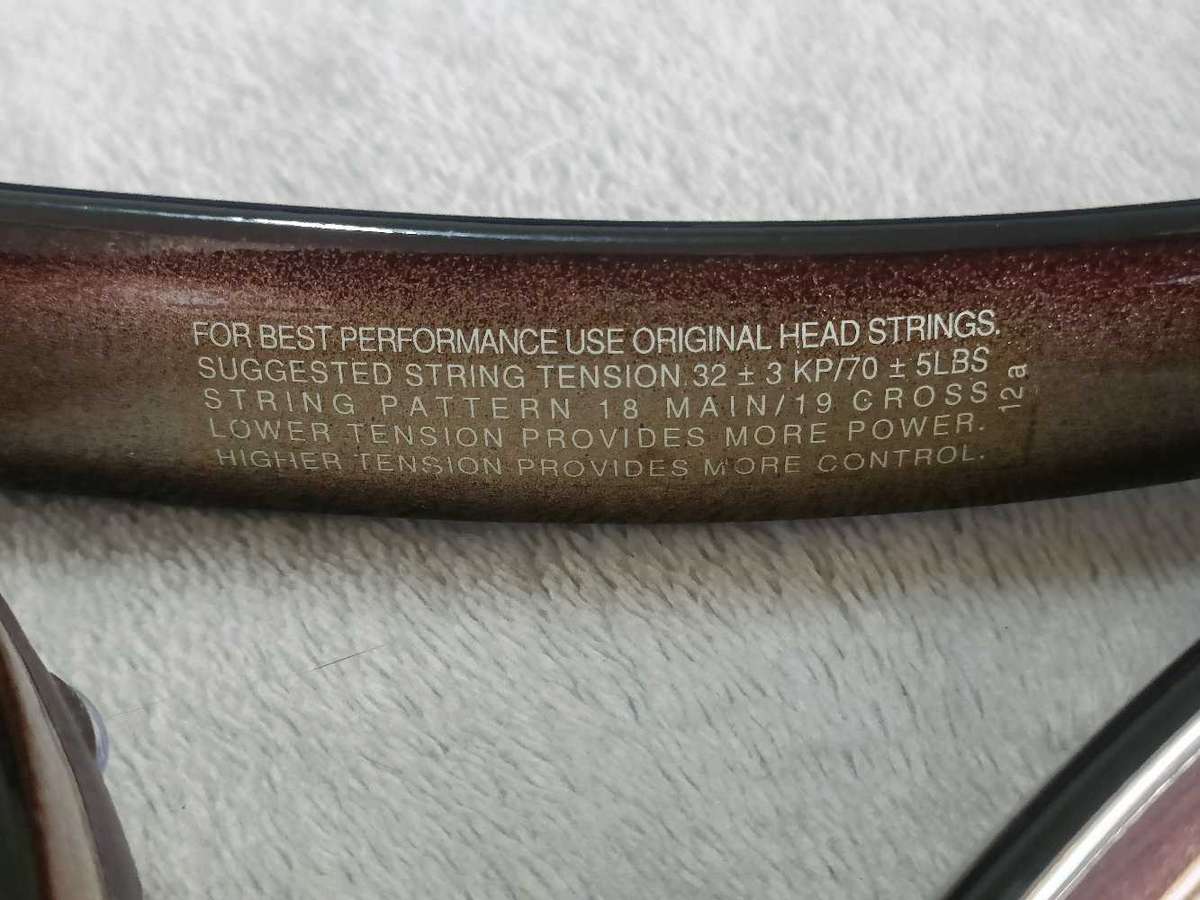 FOR BEST PERFORMANCE USE ORIGINAL HEAD STRINGS.
SUGGESTED STRING TENSION 32 ± 3 KP/70 ± 5LBS
STRING PATTERN 18 MAIN/19 CROSS
LOWER TENSION PROVIDES MORE POWER.
HIGHER TENSION PROVIDES MORE CONTROL.
12a